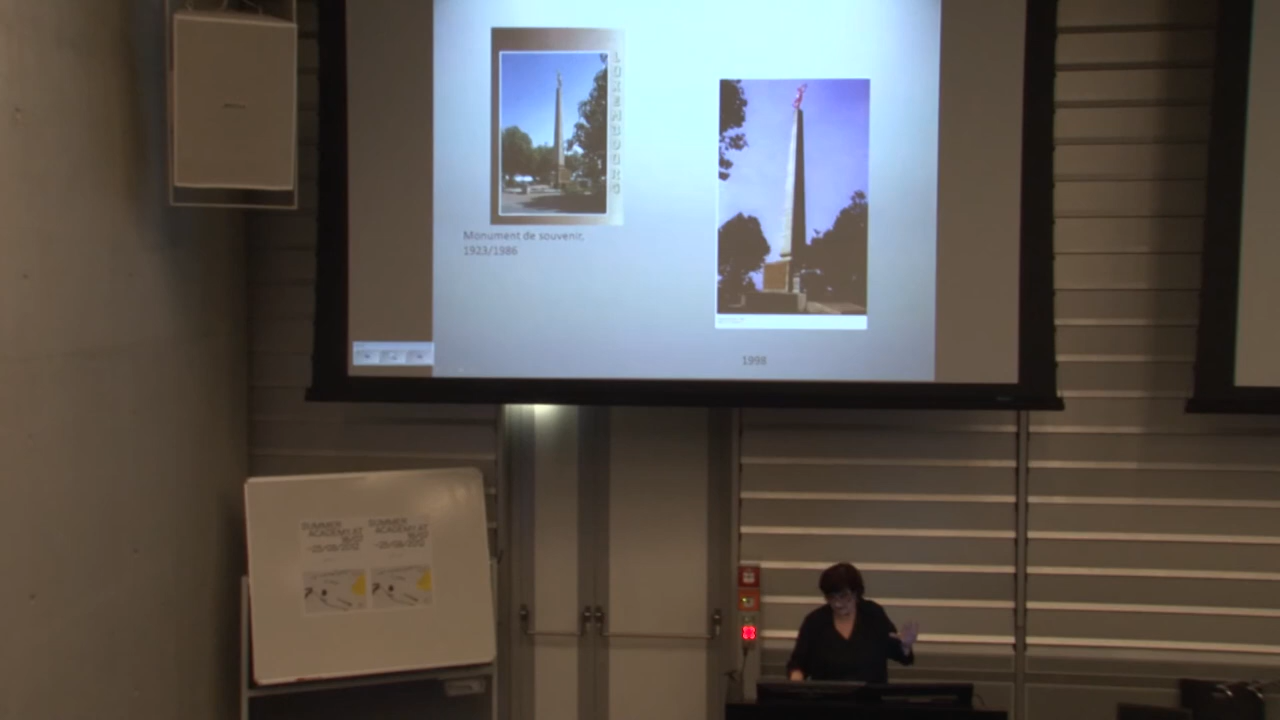 LUXEMBOURG
Monument de souvenir,
1923/1986
1998
SUMMER
ACADEMY AT
SUMMER
ACADEMY AT